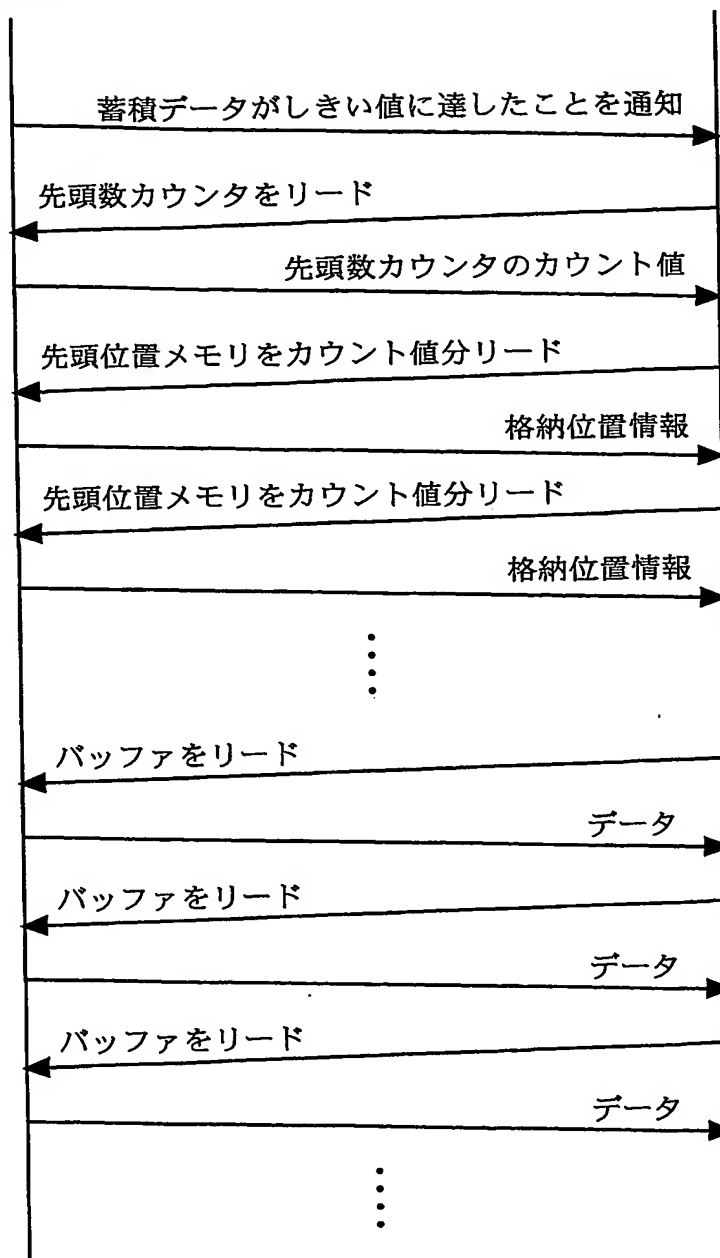 蓄積データがしきい値に達したことを通知
先頭数カウンタをリード
先頭数カウンタのカウント値
先頭位置メモリをカウント値分リード
格納位置情報
先頭位置メモリをカウント値分リード
格納位置情報
バッファをリード
データ
バッファをリード
データ
バッファをリード
データ